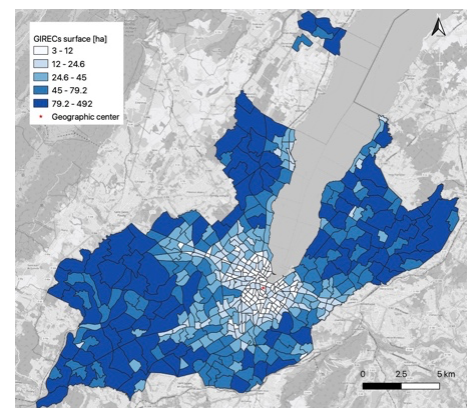 GIRECs surface [ha]
3 - 12
12 - 24.6
24.6 - 45
45 - 79.2
79.2 - 492
Geographic center
0 2.5 5 km